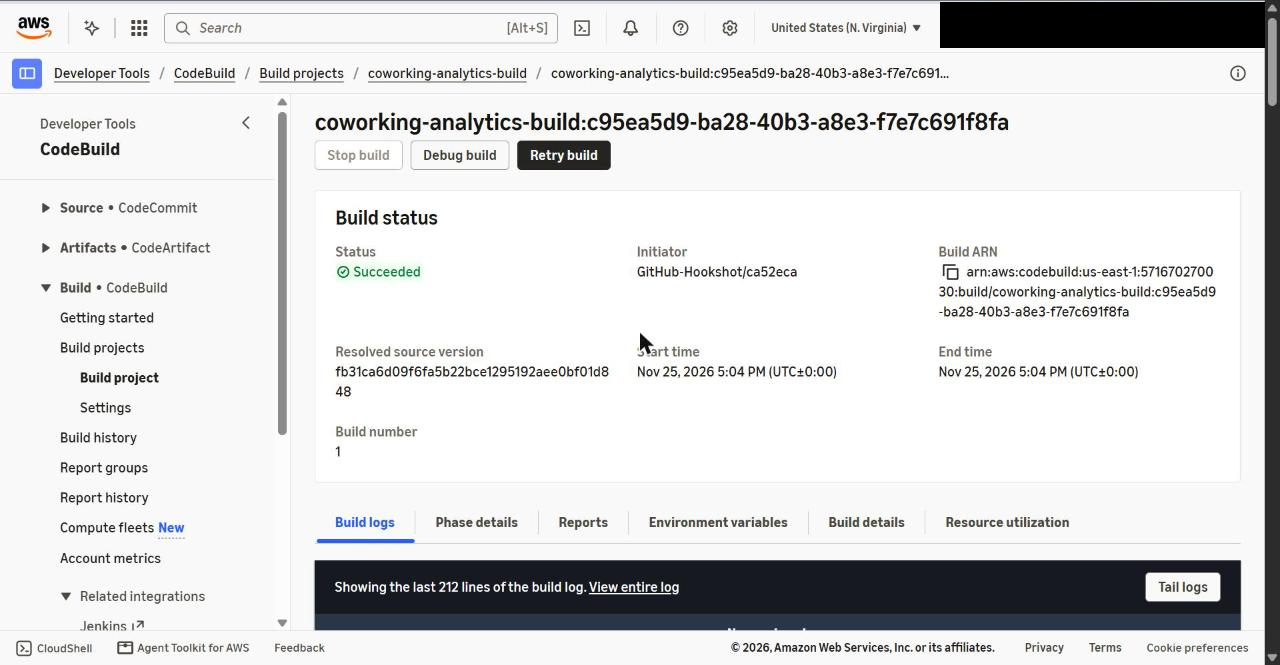 aws
Search [Alt+S]
United States (N. Virginia)
Developer Tools / CodeBuild / Build projects / coworking-analytics-build / coworking-analytics-build:c95ea5d9-ba28-40b3-a8e3-f7e7c691...
Developer Tools
CodeBuild
Source • CodeCommit
Artifacts • CodeArtifact
Build • CodeBuild
Getting started
Build projects
Build project
Settings
Build history
Report groups
Report history
Compute fleets New
Account metrics
Related integrations
Jenkins
coworking-analytics-build:c95ea5d9-ba28-40b3-a8e3-f7e7c691f8fa
Stop build Debug build Retry build
Build status
Status
Succeeded
Initiator
GitHub-Hookshot/ca52eca
Build ARN
arn:aws:codebuild:us-east-1:5716702700
30:build/coworking-analytics-build:c95ea5d9
-ba28-40b3-a8e3-f7e7c691f8fa
Resolved source version
fb31ca6d09f6fa5b22bce1295192aee0bf01d8
48
Start time
Nov 25, 2026 5:04 PM (UTC±0:00)
End time
Nov 25, 2026 5:04 PM (UTC±0:00)
Build number
1
Build logs Phase details Reports Environment variables Build details Resource utilization
Showing the last 212 lines of the build log. View entire log
Tail logs
CloudShell Agent Toolkit for AWS Feedback
© 2026, Amazon Web Services, Inc. or its affiliates. Privacy Terms Cookie preferences